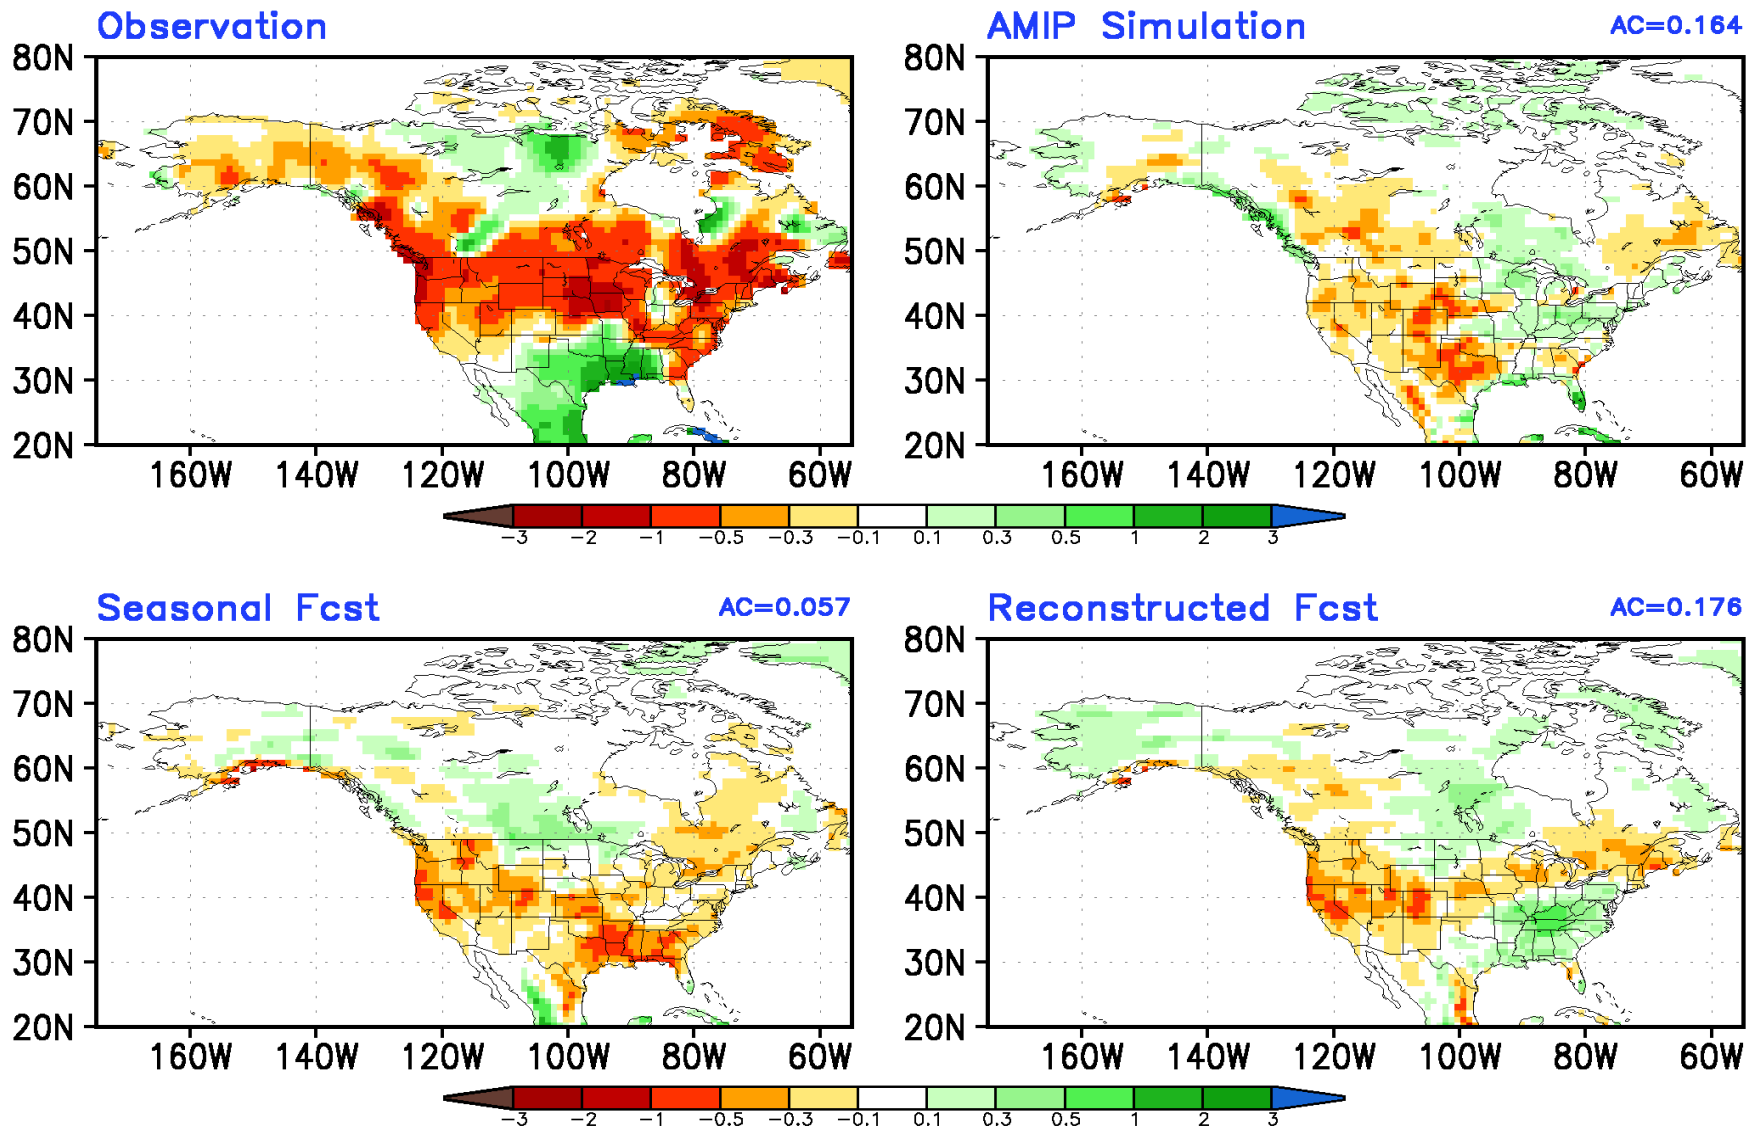 Observation
AMIP Simulation AC=0.164
80N 80N
70N 70N
60N 60N
50N 50N
40N 40N
30N 30N
20N 20N
160W 140W 120W 100W 80W 60W 160W 140W 120W 100W 80W 60W
-3 -2 -1 -0.5 -0.3 -0.1 0.1 0.3 0.5 1 2 3
Seasonal Fcst AC=0.057
Reconstructed Fcst AC=0.176
80N 80N
70N 70N
60N 60N
50N 50N
40N 40N
30N 30N
20N 20N
160W 140W 120W 100W 80W 60W 160W 140W 120W 100W 80W 60W
-3 -2 -1 -0.5 -0.3 -0.1 0.1 0.3 0.5 1 2 3